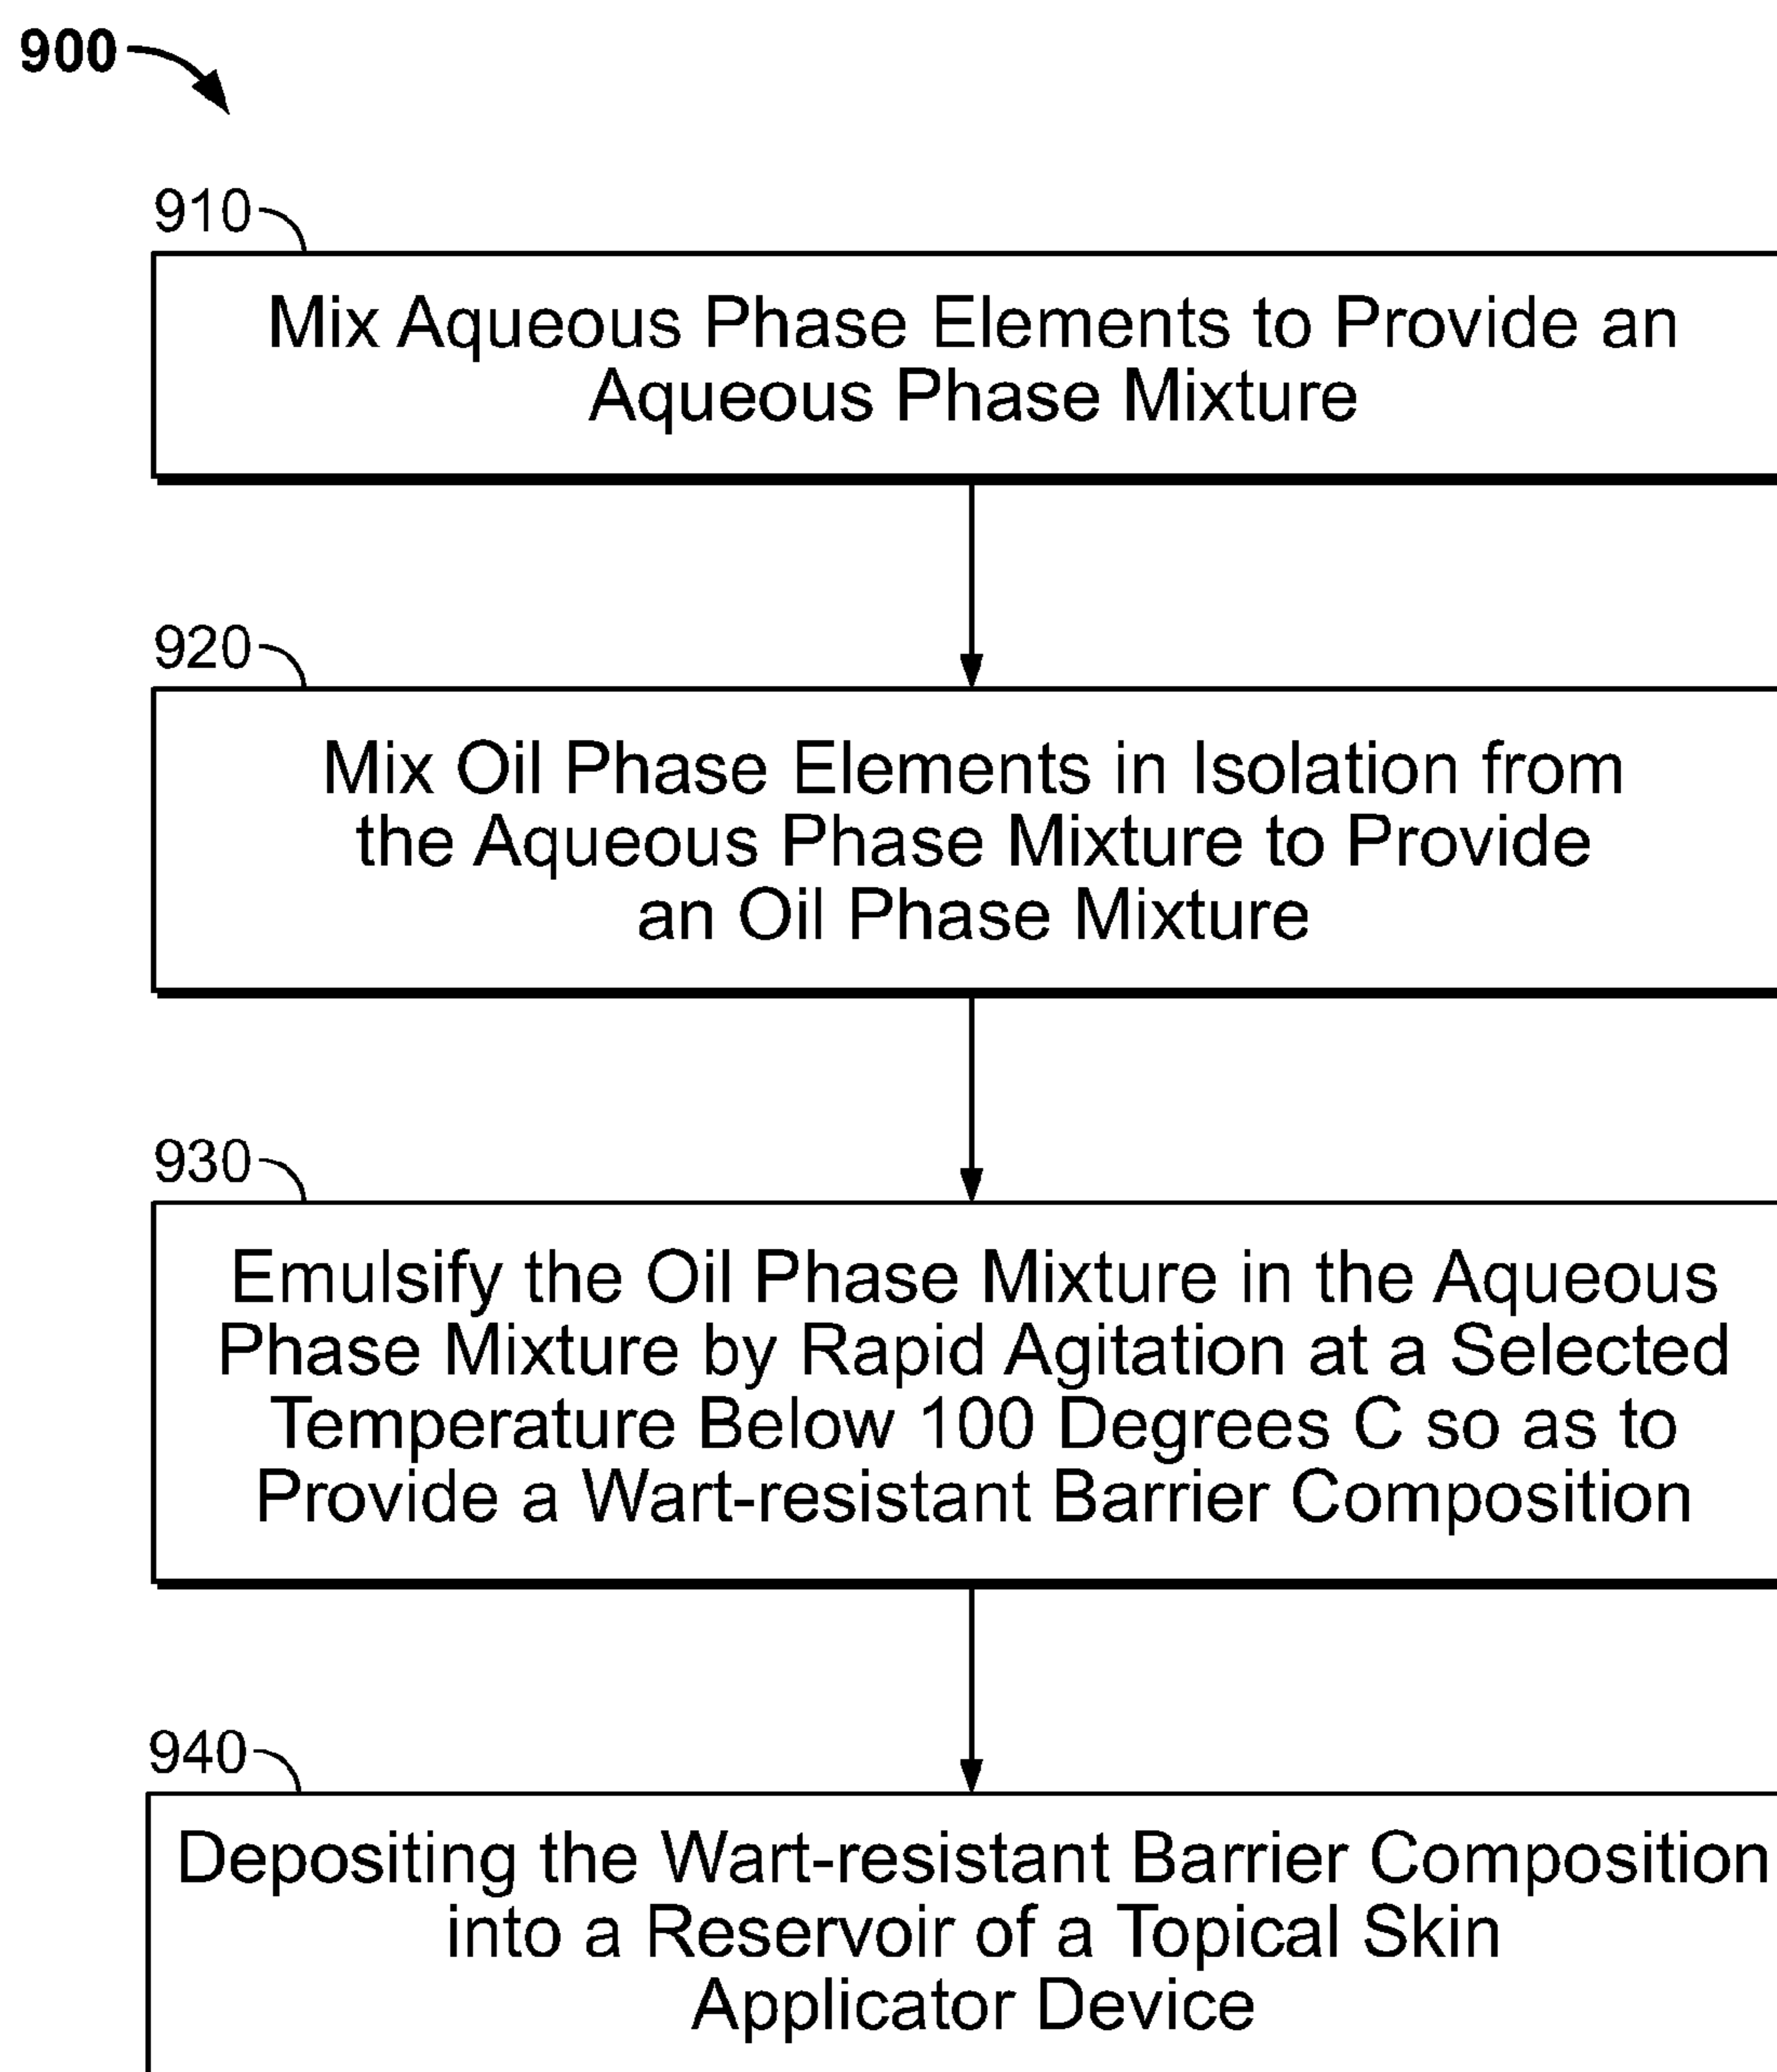 900
910
Mix Aqueous Phase Elements to Provide an
Aqueous Phase Mixture
920
Mix Oil Phase Elements in Isolation from
the Aqueous Phase Mixture to Provide
an Oil Phase Mixture
930
Emulsify the Oil Phase Mixture in the Aqueous
Phase Mixture by Rapid Agitation at a Selected
Temperature Below 100 Degrees C so as to
Provide a Wart-resistant Barrier Composition
940
Depositing the Wart-resistant Barrier Composition
into a Reservoir of a Topical Skin
Applicator Device